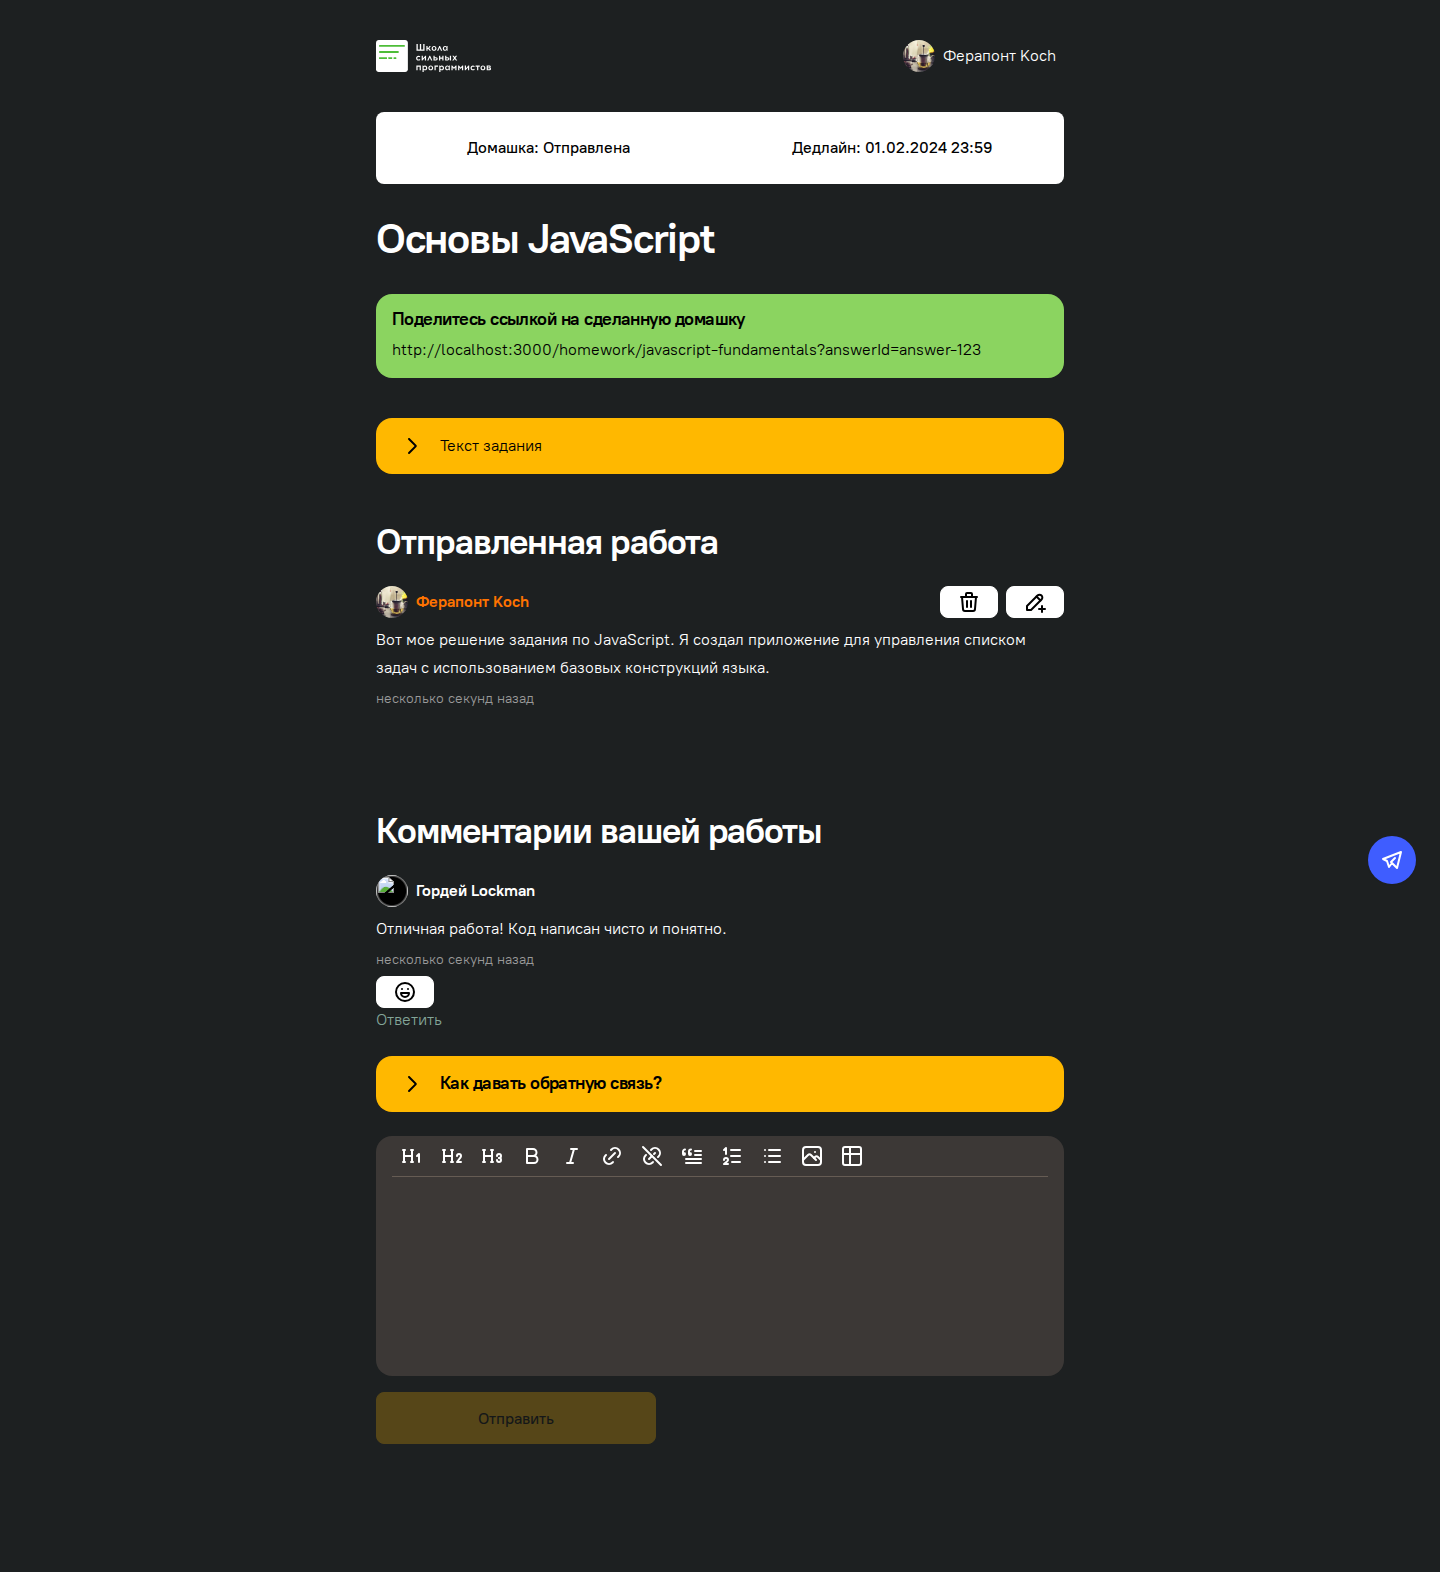 Школа
сильных
программистов
Ферапонт Koch
Домашка: Отправлена
Дедлайн: 01.02.2024 23:59
Основы JavaScript
Поделитесь ссылкой на сделанную домашку
http://localhost:3000/homework/javascript-fundamentals?answerId=answer-123
Текст задания
Отправленная работа
Ферапонт Koch
Вот мое решение задания по JavaScript. Я создал приложение для управления списком
задач с использованием базовых конструкций языка.
несколько секунд назад
Комментарии вашей работы
Гордей Lockman
Отличная работа! Код написан чисто и понятно.
несколько секунд назад
Ответить
Как давать обратную связь?
H1 H2 H3 B I
Отправить